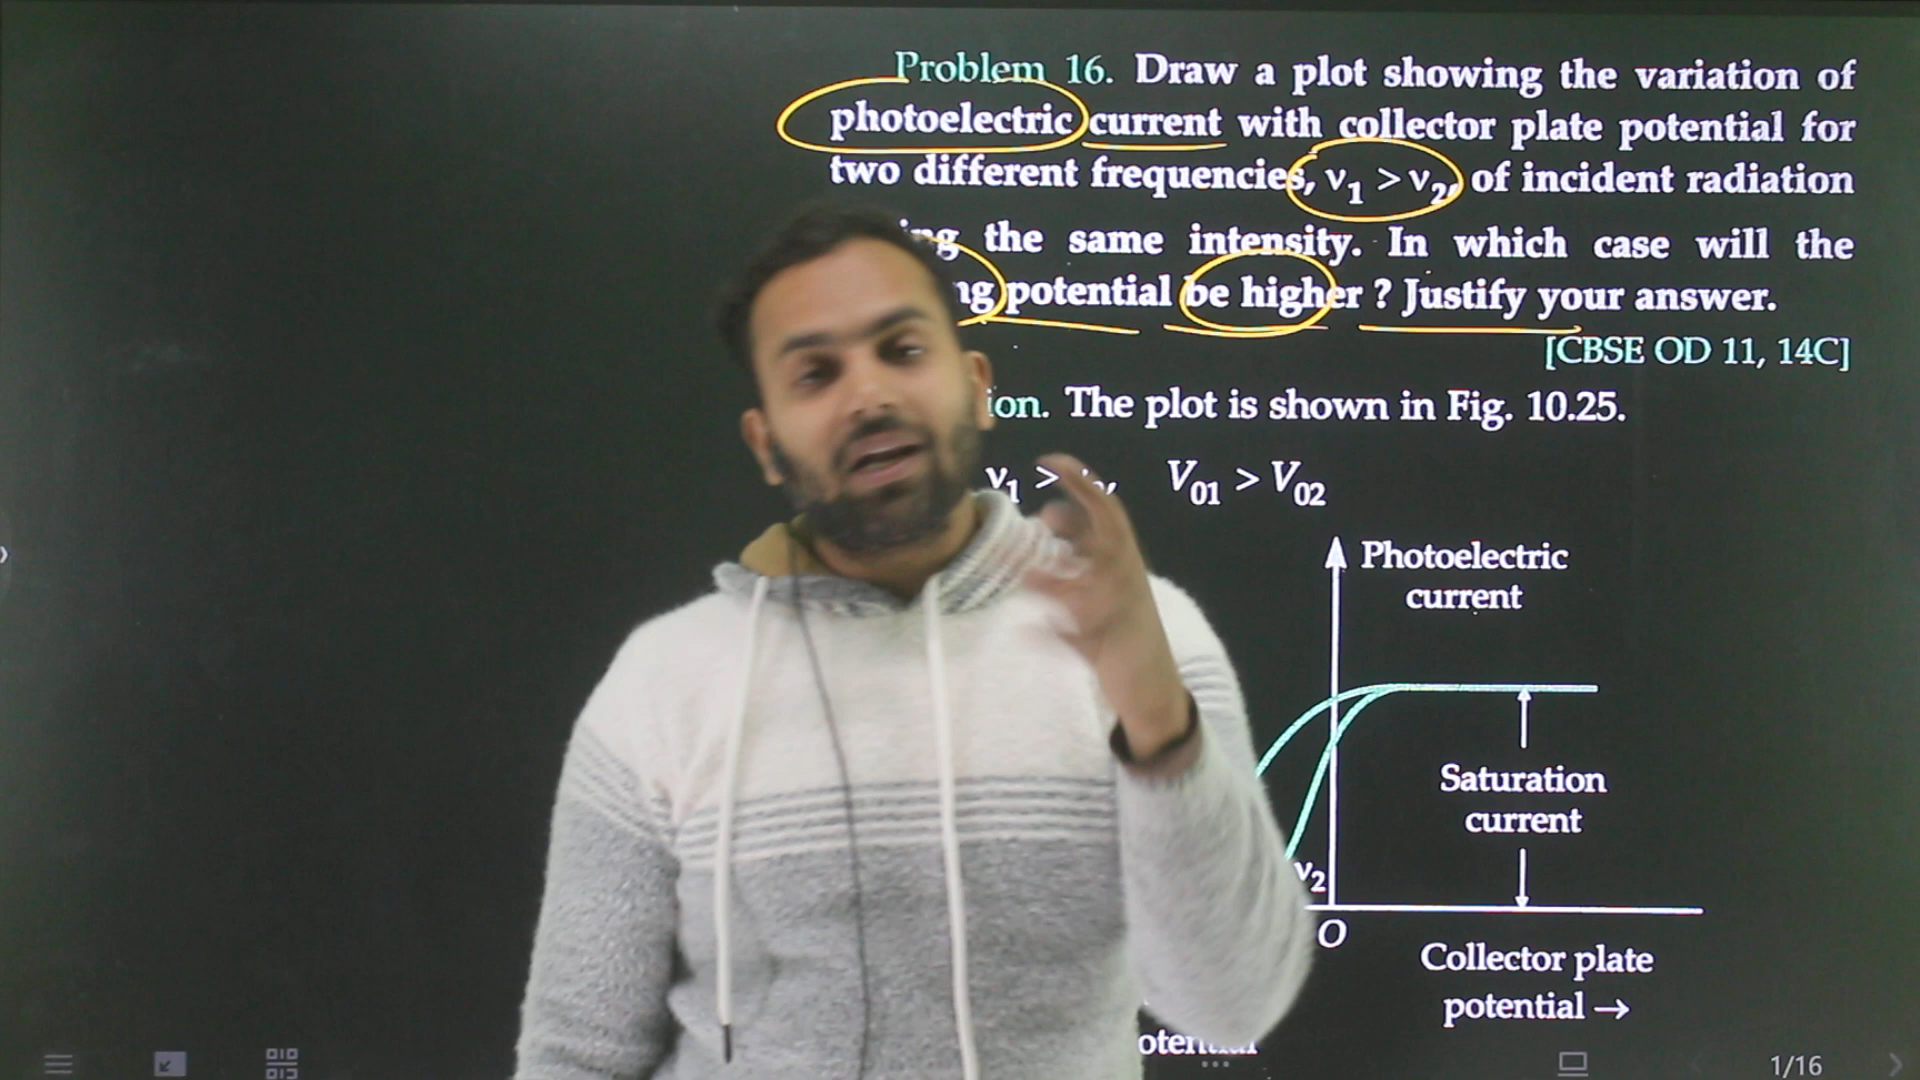 Problem 16. Draw a plot showing the variation of
photoelectric current with collector plate potential for
two different frequencies, ν₁ > ν₂, of incident radiation
the same intensity. In which case will the
potential be higher ? Justify your answer.
[CBSE OD 11, 14C]
The plot is shown in Fig. 10.25.
ν₁ > V₀₁ > V₀₂
Photoelectric
current
Saturation
current
ν₂
O
Collector plate
potential →
1/16